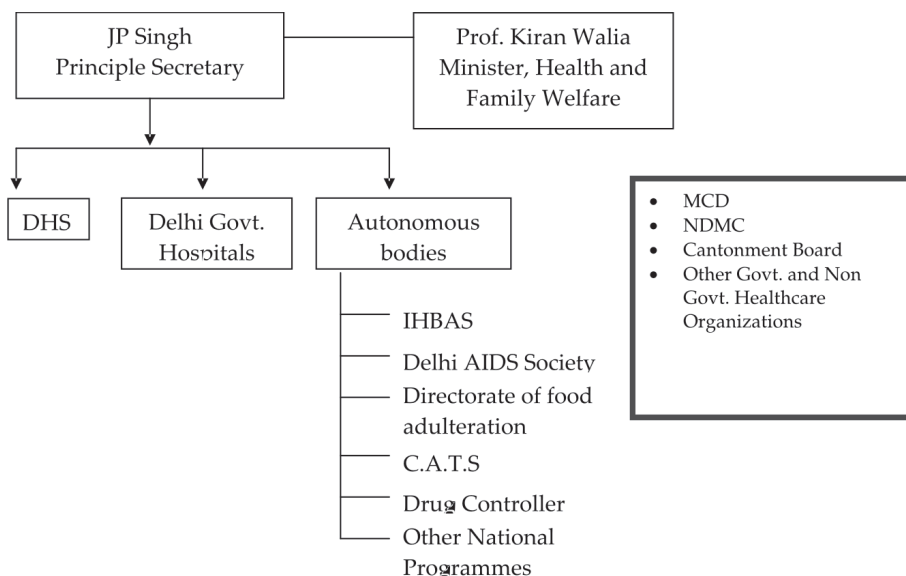 JP Singh
Principle Secretary
Prof. Kiran Walia
Minister, Health and
Family Welfare
DHS
Delhi Govt.
Hospitals
Autonomous
bodies
• MCD
• NDMC
• Cantonment Board
• Other Govt. and Non
Govt. Healthcare
Organizations
IHBAS
Delhi AIDS Society
Directorate of food
adulteration
C.A.T.S
Drug Controller
Other National
Programmes